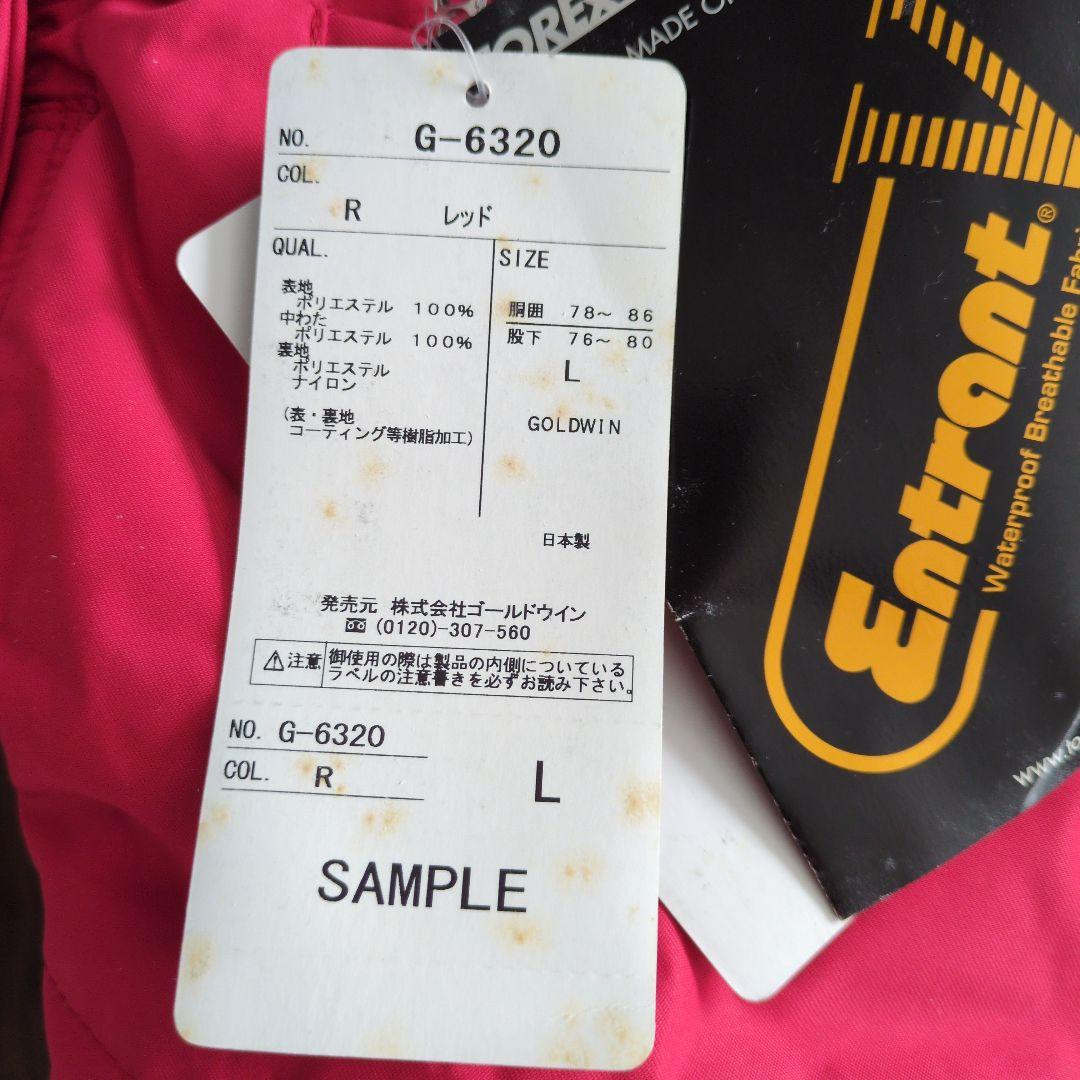 NO. G-6320
COL.
R レッド
QUAL.
表地
ポリエステル 100%
中わた
ポリエステル 100%
裏地
ポリエステル
ナイロン
(表・裏地
コーティング等樹脂加工)
SIZE
胴囲 78~ 86
股下 76~ 80
L
GOLDWIN
日本製
発売元 株式会社ゴールドウイン
(0120)-307-560
注意 御使用の際は製品の内側についている
ラベルの注意書きを必ずお読み下さい。
NO. G-6320
COL. R
L
SAMPLE
MADE OF
Entrant®
Waterproof Breathable